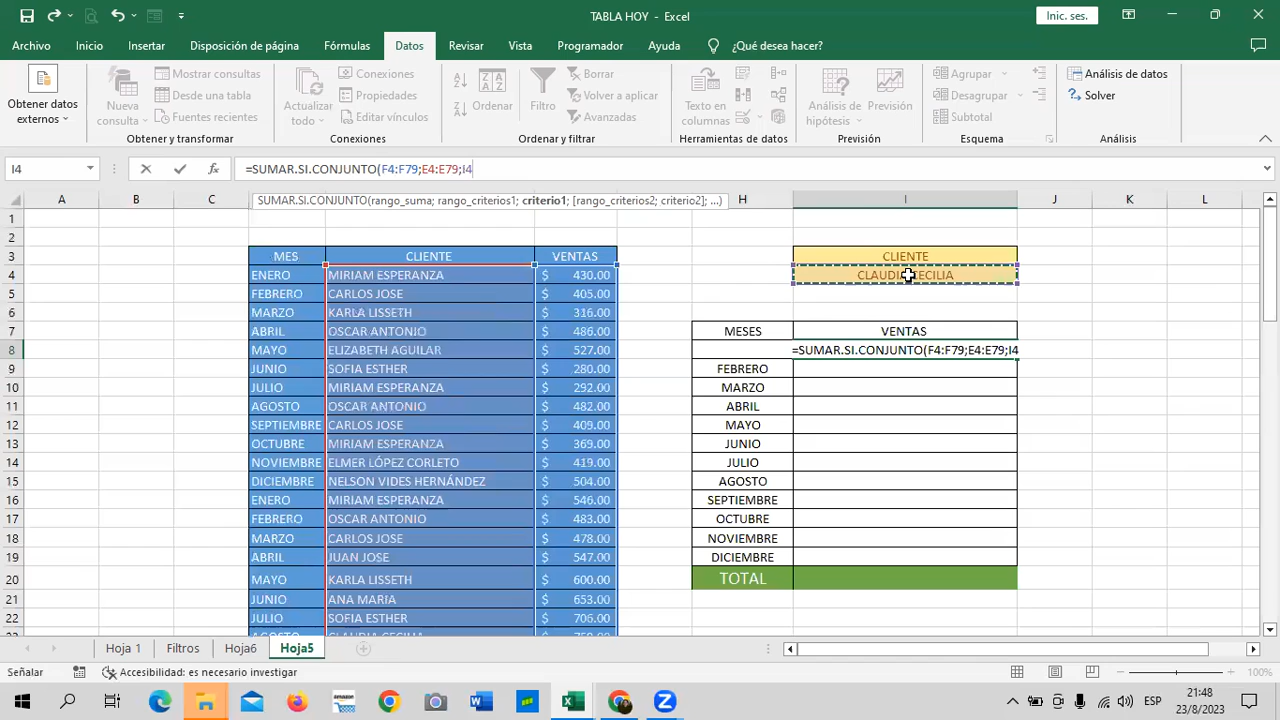 TABLA HOY - Excel
Inic. ses.
Archivo Inicio Insertar Disposición de página Fórmulas Datos Revisar Vista Programador Ayuda ¿Qué desea hacer?
Obtener datos externos
Nueva consulta
Mostrar consultas
Desde una tabla
Fuentes recientes
Obtener y transformar
Actualizar todo
Conexiones
Propiedades
Editar vínculos
Conexiones
Ordenar
Filtro
Borrar
Volver a aplicar
Avanzadas
Ordenar y filtrar
Texto en columnas
Herramientas de datos
Análisis de hipótesis
Previsión
Previsión
Agrupar
Desagrupar
Subtotal
Esquema
Análisis de datos
Solver
Análisis
I4 fx =SUMAR.SI.CONJUNTO(F4:F79;E4:E79;I4
SUMAR.SI.CONJUNTO(rango_suma; rango_criterios1; criterio1; [rango_criterios2; criterio2]; ...)
A B C H I J K L
1
2
3 MES CLIENTE VENTAS CLIENTE
4 ENERO MIRIAM ESPERANZA $ 430.00 CLAUDIA CECILIA
5 FEBRERO CARLOS JOSE $ 405.00
6 MARZO KARLA LISSETH $ 316.00
7 ABRIL OSCAR ANTONIO $ 486.00 MESES VENTAS
8 MAYO ELIZABETH AGUILAR $ 527.00 =SUMAR.SI.CONJUNTO(F4:F79;E4:E79;I4
9 JUNIO SOFIA ESTHER $ 280.00 FEBRERO
10 JULIO MIRIAM ESPERANZA $ 292.00 MARZO
11 AGOSTO OSCAR ANTONIO $ 482.00 ABRIL
12 SEPTIEMBRE CARLOS JOSE $ 409.00 MAYO
13 OCTUBRE MIRIAM ESPERANZA $ 369.00 JUNIO
14 NOVIEMBRE ELMER LÓPEZ CORLETO $ 419.00 JULIO
15 DICIEMBRE NELSON VIDES HERNÁNDEZ $ 504.00 AGOSTO
16 ENERO MIRIAM ESPERANZA $ 546.00 SEPTIEMBRE
17 FEBRERO OSCAR ANTONIO $ 483.00 OCTUBRE
18 MARZO CARLOS JOSE $ 478.00 NOVIEMBRE
19 ABRIL JUAN JOSE $ 547.00 DICIEMBRE
20 MAYO KARLA LISSETH $ 600.00 TOTAL
21 JUNIO ANA MARIA $ 653.00
22 JULIO SOFIA ESTHER $ 706.00
AGOSTO CLAUDIA CECILIA
Hoja 1 Filtros Hoja6 Hoja5
Señalar Accesibilidad: es necesario investigar 100%
ESP 21:48
23/8/2023